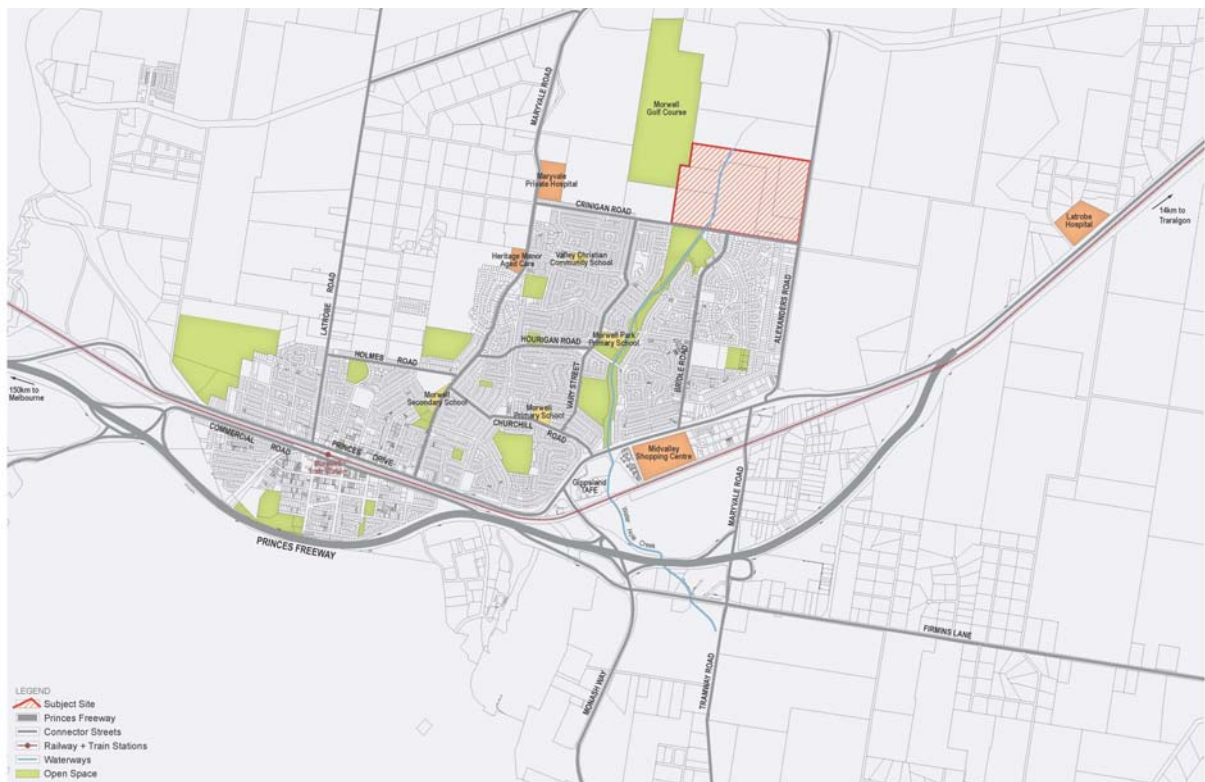 MARYVALE ROAD
Morwell
Golf Course
Maryvale
Private Hospital
CRINIGAN ROAD
Latrobe
Hospital
14km to
Traralgon
Heritage Manor
Aged Care
Valley Christian
Community School
LATROBE ROAD
ALEXANDERS ROAD
Morwell Park
Primary School
HOURIGAN ROAD
HOLMES ROAD
BRIDLE ROAD
VARY STREET
150km to
Melbourne
Morwell
Secondary School
Morwell
Primary School
CHURCHILL ROAD
COMMERCIAL ROAD
PRINCES DRIVE
Midvalley
Shopping Centre
Gippsland
TAFE
MARYVALE ROAD
Creek
PRINCES FREEWAY
FIRMINS LANE
MONASH WAY
TRAMWAY ROAD
LEGEND
Subject Site
Princes Freeway
Connector Streets
Railway + Train Stations
Waterways
Open Space